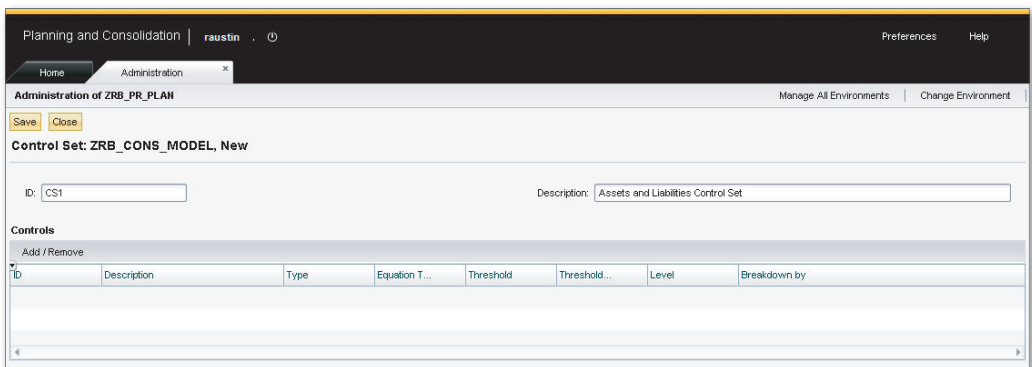 Planning and Consolidation | raustin .
Preferences Help
Home Administration ×
Administration of ZRB_PR_PLAN Manage All Environments | Change Environment |
Save Close
Control Set: ZRB_CONS_MODEL, New
ID: CS1 Description: Assets and Liabilities Control Set
Controls
Add / Remove
ID Description Type Equation T... Threshold Threshold... Level Breakdown by